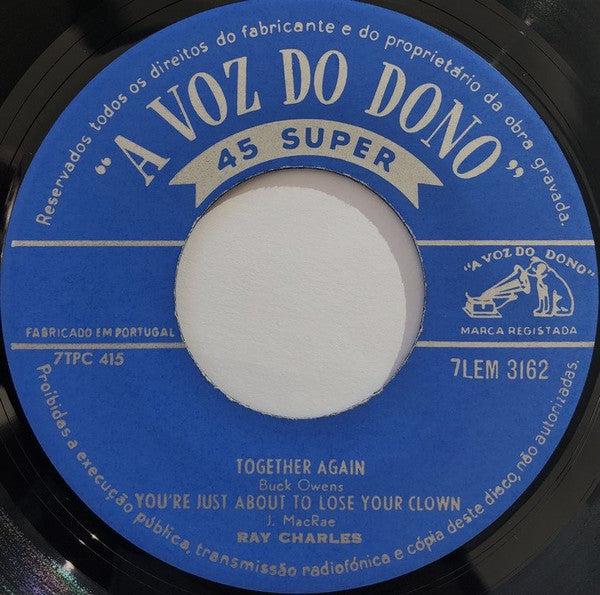 Reservados todos os direitos do fabricante e do proprietário da obra gravada.
"A VOZ DO DONO"
45 SUPER
"A VOZ DO DONO"
MARCA REGISTADA
FABRICADO EM PORTUGAL
7TPC 415
7LEM 3162
TOGETHER AGAIN
Buck Owens
YOU'RE JUST ABOUT TO LOSE YOUR CLOWN
J. MacRae
RAY CHARLES
Proíbidas a execução pública, transmissão radiofónica e cópia deste disco, não autorizadas.